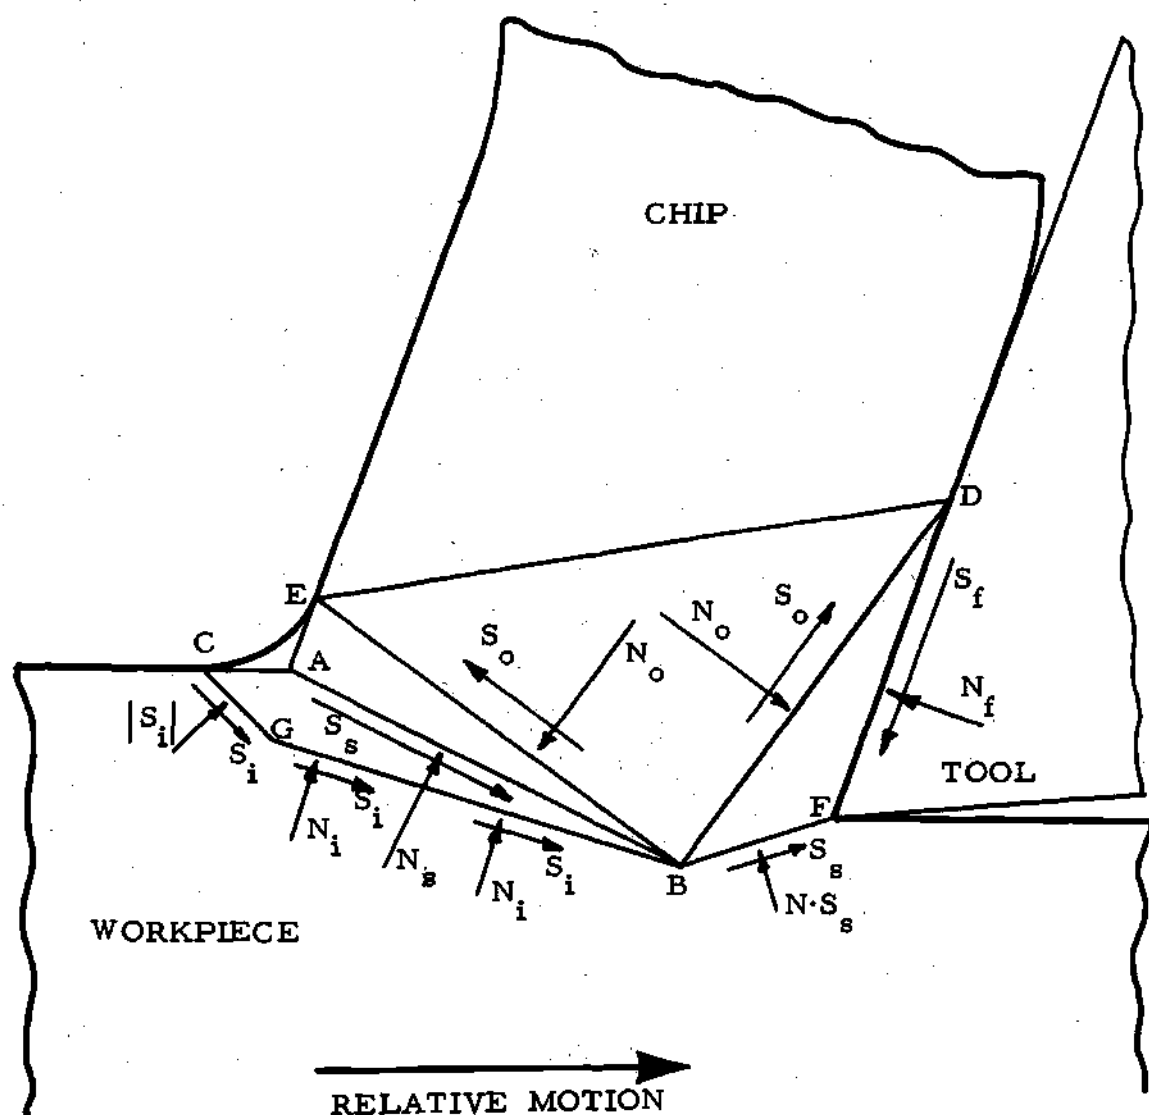 CHIP
D
E
S_f
N_o
S_o
C
S_o
N_o
A
N_f
|S_i|
G
S_s
S_i
TOOL
S_i
F
N_i
N_s
S_i
S_s
B
N_i
N·S_s
WORKPIECE
RELATIVE MOTION